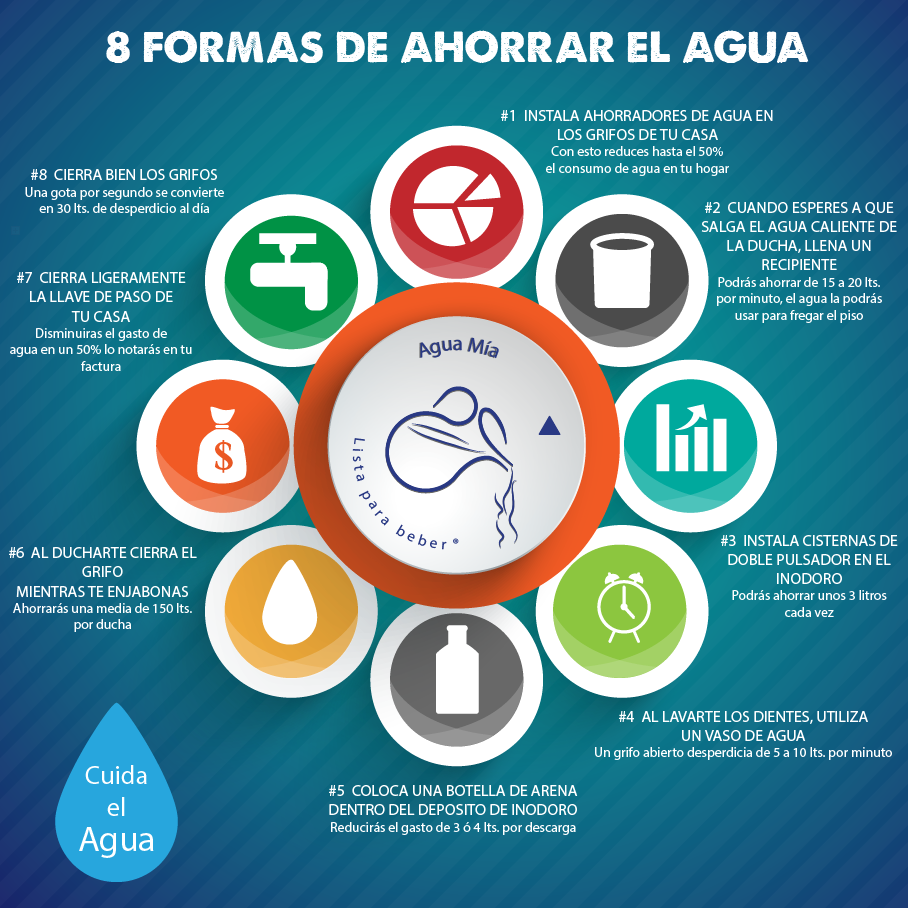 8 FORMAS DE AHORRAR EL AGUA
#1 INSTALA AHORRADORES DE AGUA EN
LOS GRIFOS DE TU CASA
Con esto reduces hasta el 50%
el consumo de agua en tu hogar
#2 CUANDO ESPERES A QUE
SALGA EL AGUA CALIENTE DE
LA DUCHA, LLENA UN
RECIPIENTE
Podrás ahorrar de 15 a 20 lts.
por minuto, el agua la podrás
usar para fregar el piso
#3 INSTALA CISTERNAS DE
DOBLE PULSADOR EN EL
INODORO
Podrás ahorrar unos 3 litros
cada vez
#4 AL LAVARTE LOS DIENTES, UTILIZA
UN VASO DE AGUA
Un grifo abierto desperdicia de 5 a 10 lts. por minuto
#5 COLOCA UNA BOTELLA DE ARENA
DENTRO DEL DEPOSITO DE INODORO
Reducirás el gasto de 3 ó 4 lts. por descarga
#6 AL DUCHARTE CIERRA EL
GRIFO
MIENTRAS TE ENJABONAS
Ahorrarás una media de 150 lts.
por ducha
#7 CIERRA LIGERAMENTE
LA LLAVE DE PASO DE
TU CASA
Disminuiras el gasto de
agua en un 50% lo notarás en tu
factura
#8 CIERRA BIEN LOS GRIFOS
Una gota por segundo se convierte
en 30 lts. de desperdicio al día
$
Agua Mía
Lista para beber ®
Cuida
el
Agua